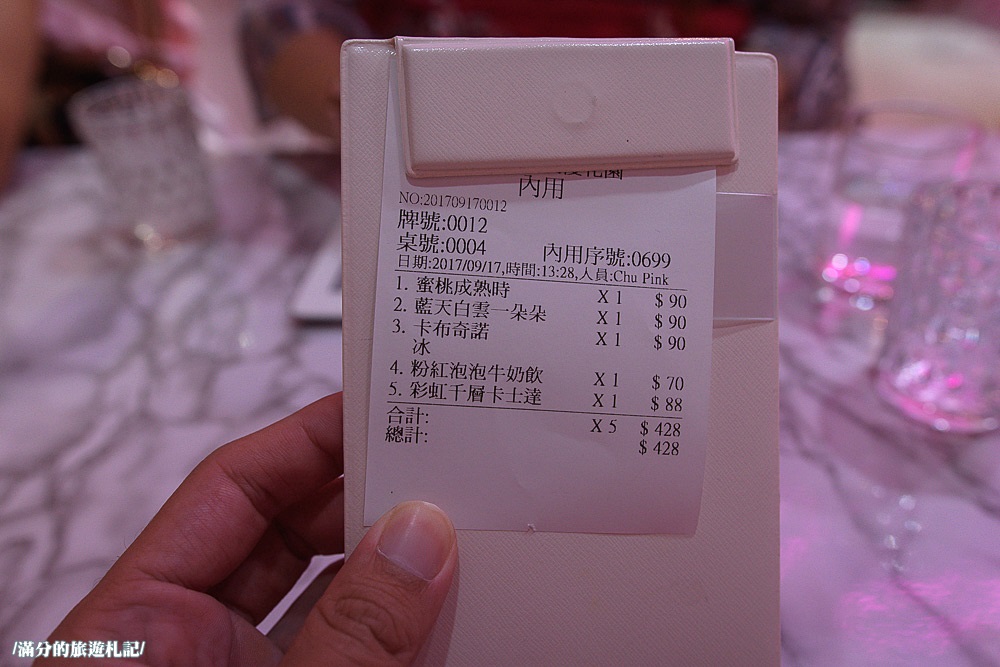 花園
內用
NO:201709170012
牌號:0012
桌號:0004 內用序號:0699
日期:2017/09/17,時間:13:28,人員:Chu Pink
1. 蜜桃成熟時 X 1 $ 90
2. 藍天白雲一朵朵 X 1 $ 90
3. 卡布奇諾 X 1 $ 90
冰
4. 粉紅泡泡牛奶飲 X 1 $ 70
5. 彩虹千層卡士達 X 1 $ 88
合計: X 5 $ 428
總計: $ 428
/滿分的旅遊札記/